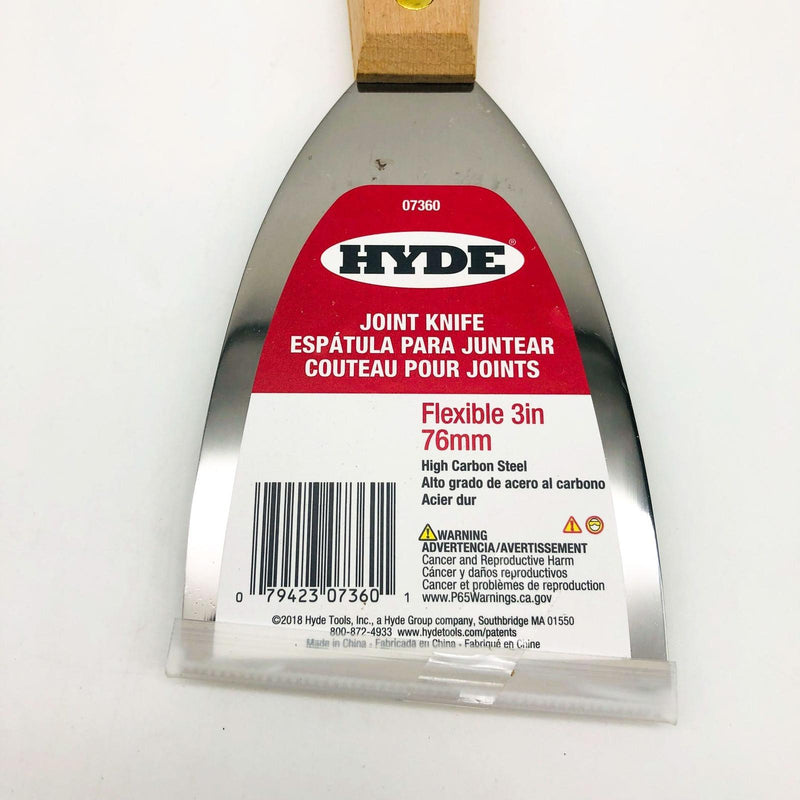 07360
HYDE®
JOINT KNIFE
ESPÁTULA PARA JUNTEAR
COUTEAU POUR JOINTS
Flexible 3in
76mm
High Carbon Steel
Alto grado de acero al carbono
Acier dur
WARNING
ADVERTENCIA/AVERTISSEMENT
Cancer and Reproductive Harm
Cáncer y daños reproductivos
Cancer et problèmes de reproduction
www.P65Warnings.ca.gov
0 79423 07360 1
©2018 Hyde Tools, Inc., a Hyde Group company, Southbridge MA 01550
800-872-4933 www.hydetools.com/patents
Made in China - Fabricada en China - Fabriqué en Chine